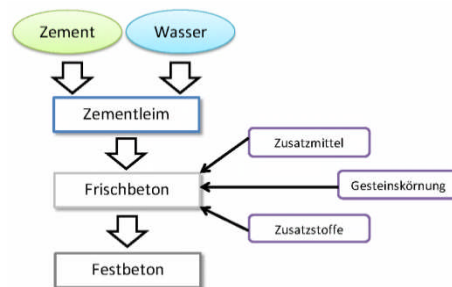 Zement
Wasser
Zementleim
Zusatzmittel
Frischbeton
Gesteinskörnung
Zusatzstoffe
Festbeton